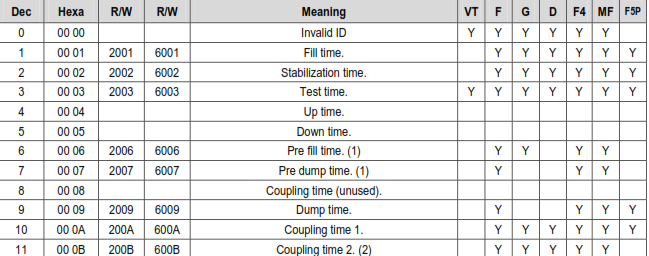 Dec Hexa R/W R/W Meaning VT F G D F4 MF F5P
0 00 00 Invalid ID Y Y Y Y Y Y
1 00 01 2001 6001 Fill time. Y Y Y Y Y Y
2 00 02 2002 6002 Stabilization time. Y Y Y Y Y Y
3 00 03 2003 6003 Test time. Y Y Y Y Y Y Y
4 00 04 Up time.
5 00 05 Down time.
6 00 06 2006 6006 Pre fill time. (1) Y Y Y Y
7 00 07 2007 6007 Pre dump time. (1) Y Y Y
8 00 08 Coupling time (unused).
9 00 09 2009 6009 Dump time. Y Y Y Y
10 00 0A 200A 600A Coupling time 1. Y Y Y Y Y Y
11 00 0B 200B 600B Coupling time 2. (2) Y Y Y Y Y